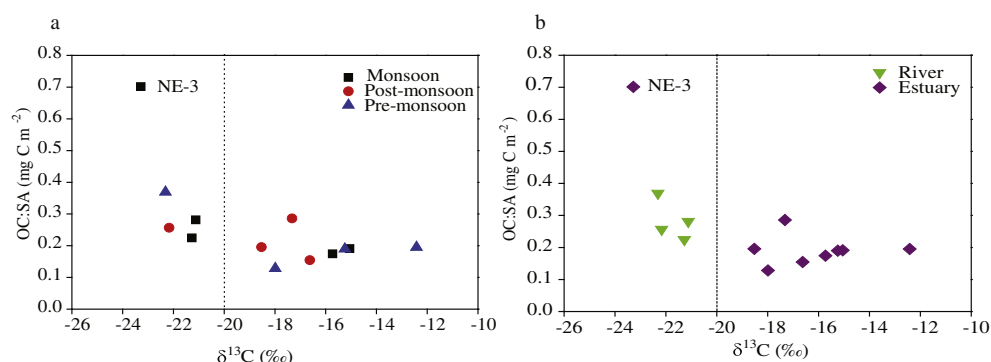 a
0.8
0.7
0.6
0.5
0.4
0.3
0.2
0.1
0.0
OC:SA (mg C m⁻²)
NE-3
Monsoon
Post-monsoon
Pre-monsoon
-26 -24 -22 -20 -18 -16 -14 -12 -10
δ¹³C (‰)
b
0.8
0.7
0.6
0.5
0.4
0.3
0.2
0.1
0.0
OC:SA (mg C m⁻²)
NE-3
River
Estuary
-26 -24 -22 -20 -18 -16 -14 -12 -10
δ¹³C (‰)